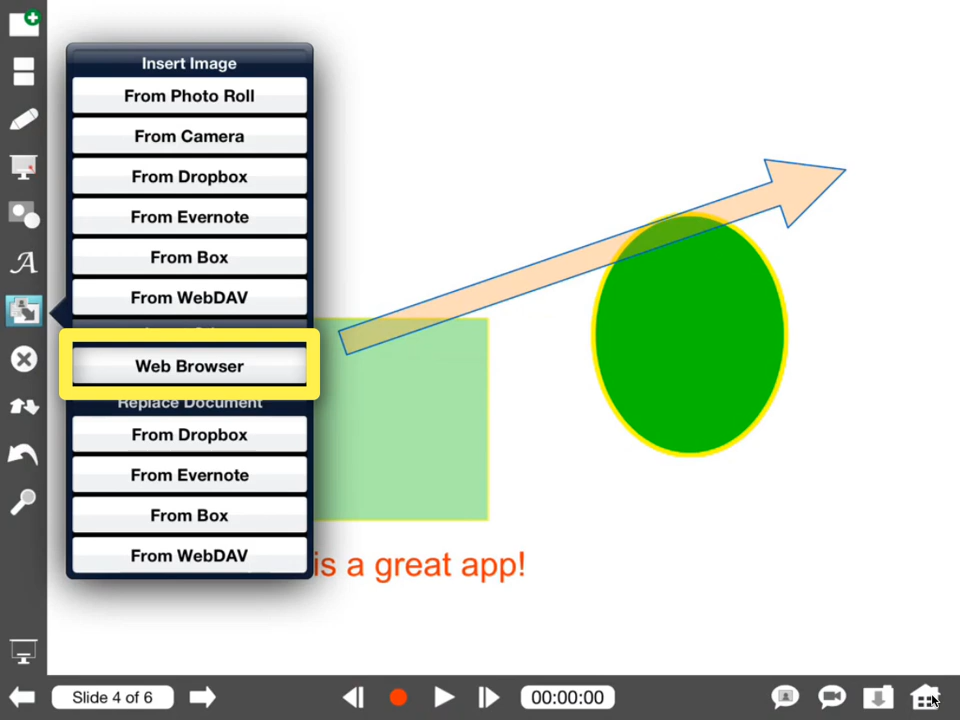 Insert Image
From Photo Roll
From Camera
From Dropbox
From Evernote
From Box
From WebDAV
Web Browser
Replace Document
From Dropbox
From Evernote
From Box
From WebDAV
is a great app!
Slide 4 of 6
00:00:00